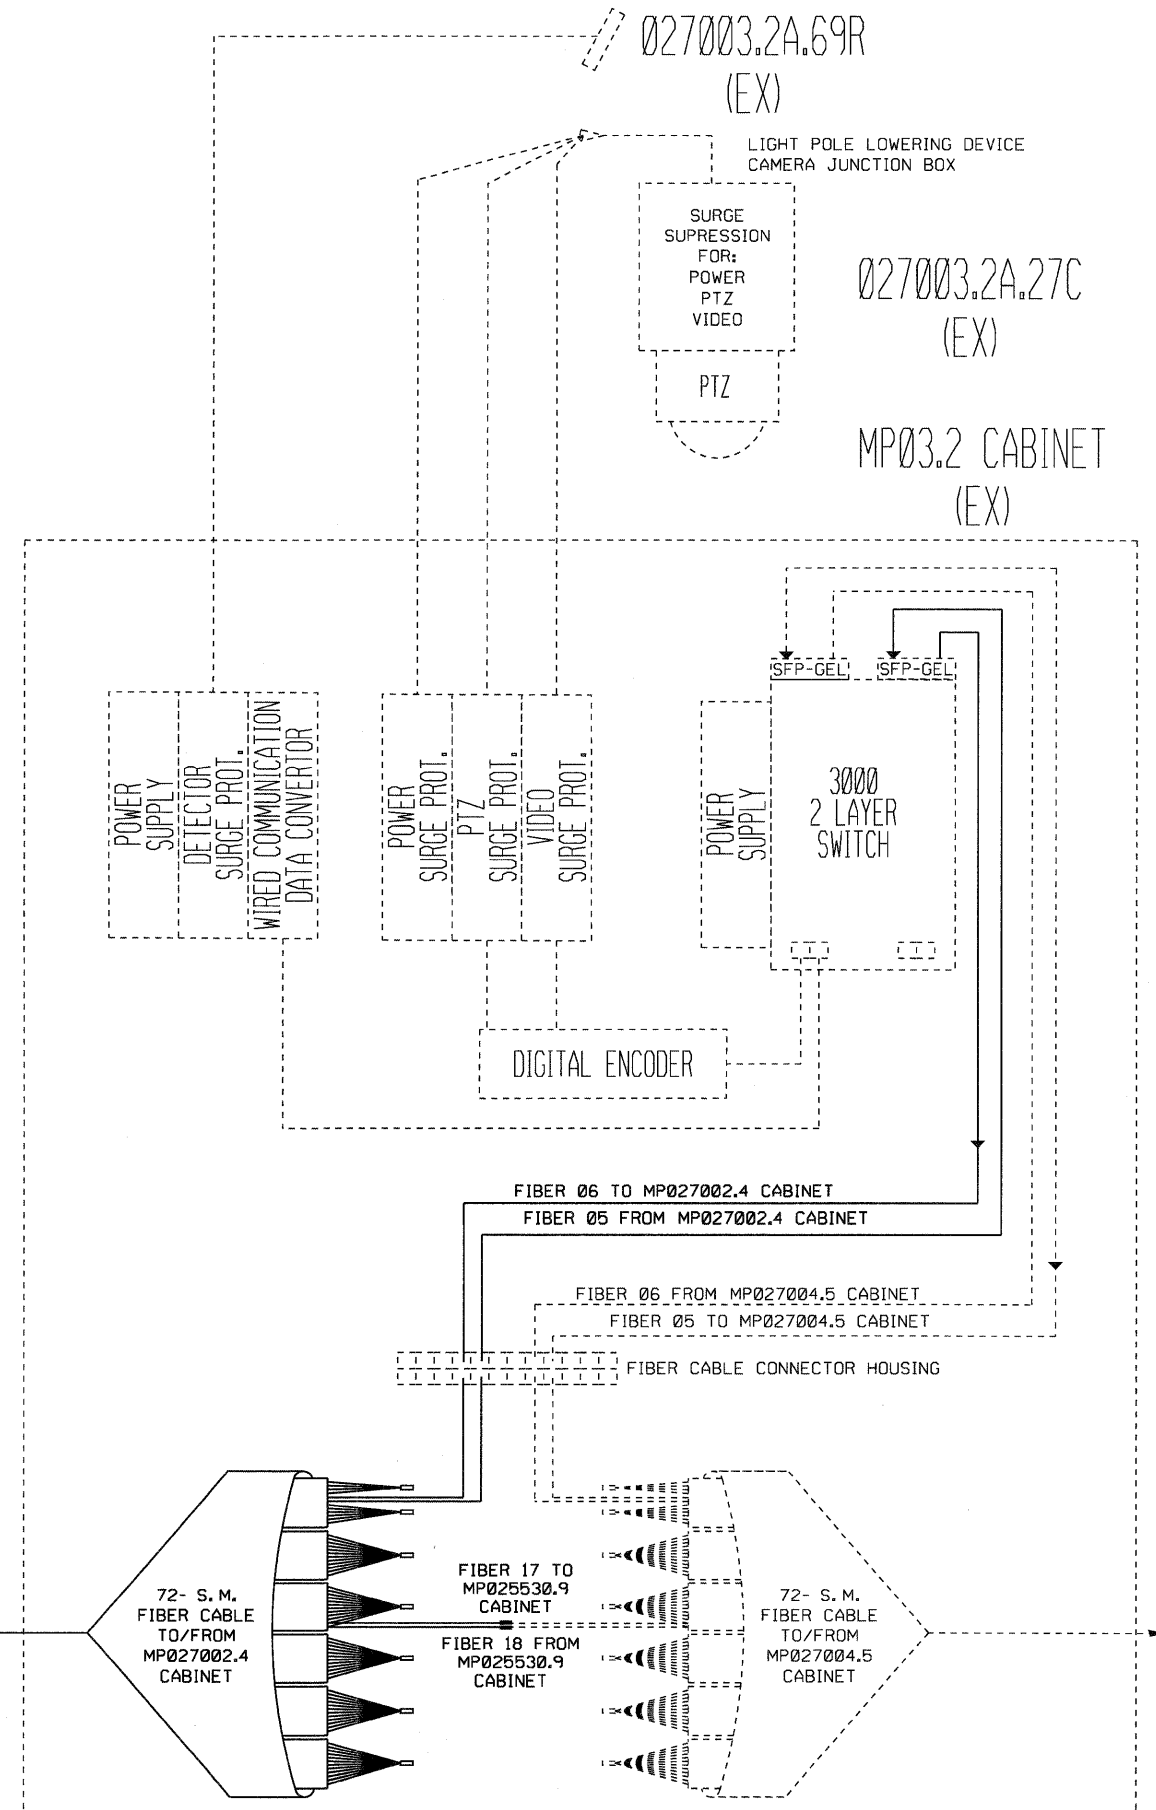 027003.2A.69R
(EX)
LIGHT POLE LOWERING DEVICE
CAMERA JUNCTION BOX
SURGE
SUPRESSION
FOR:
POWER
PTZ
VIDEO
027003.2A.27C
(EX)
PTZ
MP03.2 CABINET
(EX)
SFP-GEL
SFP-GEL
POWER
SUPPLY
DETECTOR
SURGE PROT.
WIRED COMMUNICATION
DATA CONVERTOR
POWER
SURGE PROT.
PTZ
SURGE PROT.
VIDEO
SURGE PROT.
POWER
SUPPLY
3000
2 LAYER
SWITCH
DIGITAL ENCODER
FIBER 06 TO MP027002.4 CABINET
FIBER 05 FROM MP027002.4 CABINET
FIBER 06 FROM MP027004.5 CABINET
FIBER 05 TO MP027004.5 CABINET
FIBER CABLE CONNECTOR HOUSING
72- S.M.
FIBER CABLE
TO/FROM
MP027002.4
CABINET
FIBER 17 TO
MP025530.9
CABINET
FIBER 18 FROM
MP025530.9
CABINET
72- S.M.
FIBER CABLE
TO/FROM
MP027004.5
CABINET